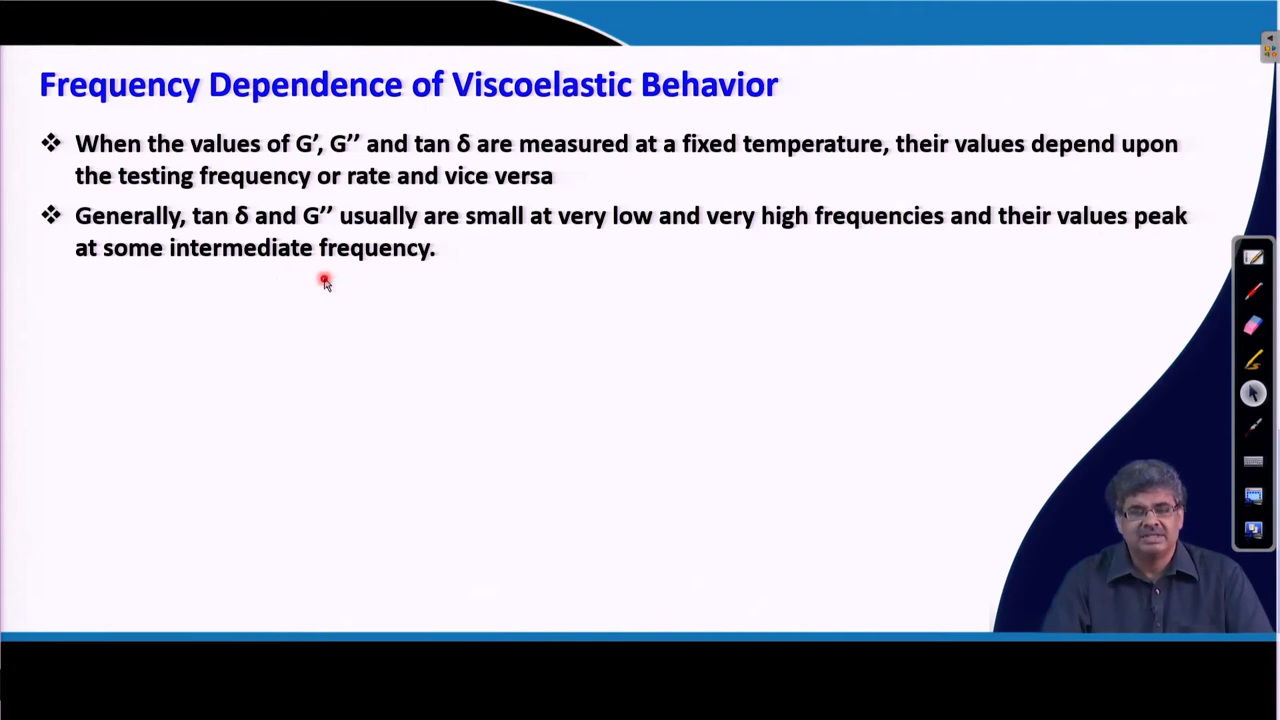 Frequency Dependence of Viscoelastic Behavior
❖ When the values of G’, G’’ and tan δ are measured at a fixed temperature, their values depend upon
the testing frequency or rate and vice versa
❖ Generally, tan δ and G’’ usually are small at very low and very high frequencies and their values peak
at some intermediate frequency.